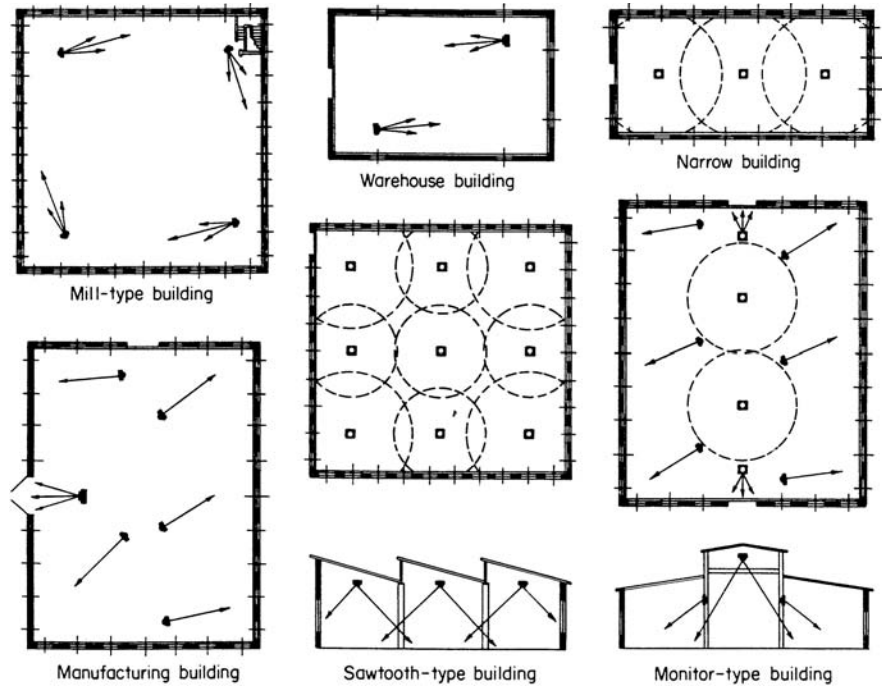 Warehouse building
Narrow building
Mill-type building
Manufacturing building
Sawtooth-type building
Monitor-type building